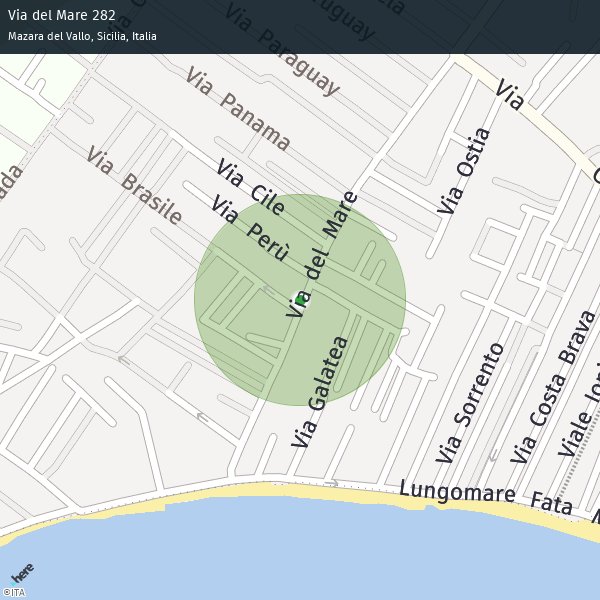 Via del Mare 282
Mazara del Vallo, Sicilia, Italia
Via Paraguay
Via Panama
Via
Via Cile
Via Ostia
Via Brasile
Via Perù
Via del Mare
Via Galatea
Via Sorrento
Via Costa Brava
Viale
Lungomare Fata
here
©ITA